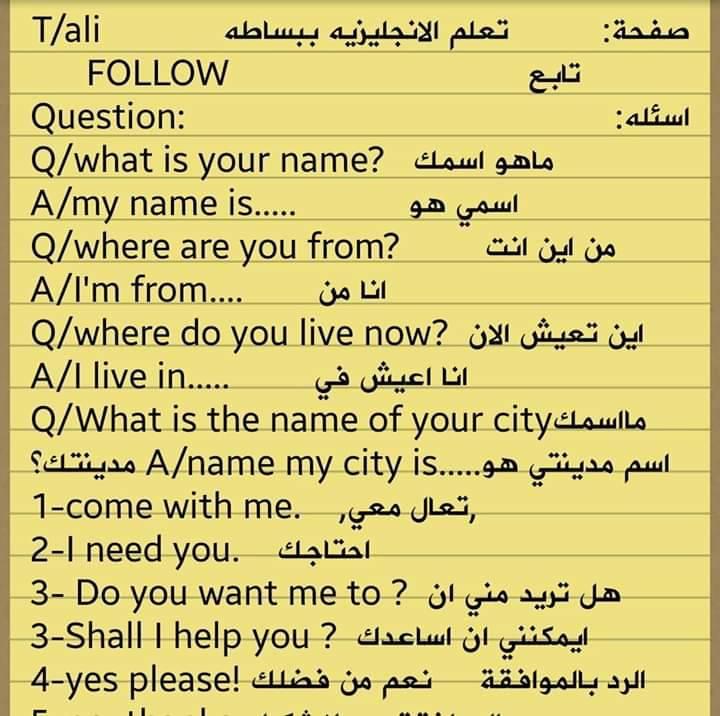 T/ali صفحة: تعلم الانجليزيه ببساطه
FOLLOW تابع
Question: اسئله:
Q/what is your name? ماهو اسمك
A/my name is..... اسمي هو
Q/where are you from? من اين انت
A/I'm from.... انا من
Q/where do you live now? اين تعيش الان
A/I live in..... انا اعيش في
Q/What is the name of your city مااسمك
مدينتك؟ A/name my city is.....اسم مدينتي هو
1-come with me. ,تعال معي,
2-I need you. احتاجك
3- Do you want me to ? هل تريد مني ان
3-Shall I help you ? ايمكنني ان اساعدك
4-yes please! نعم من فضلك الرد بالموافقة